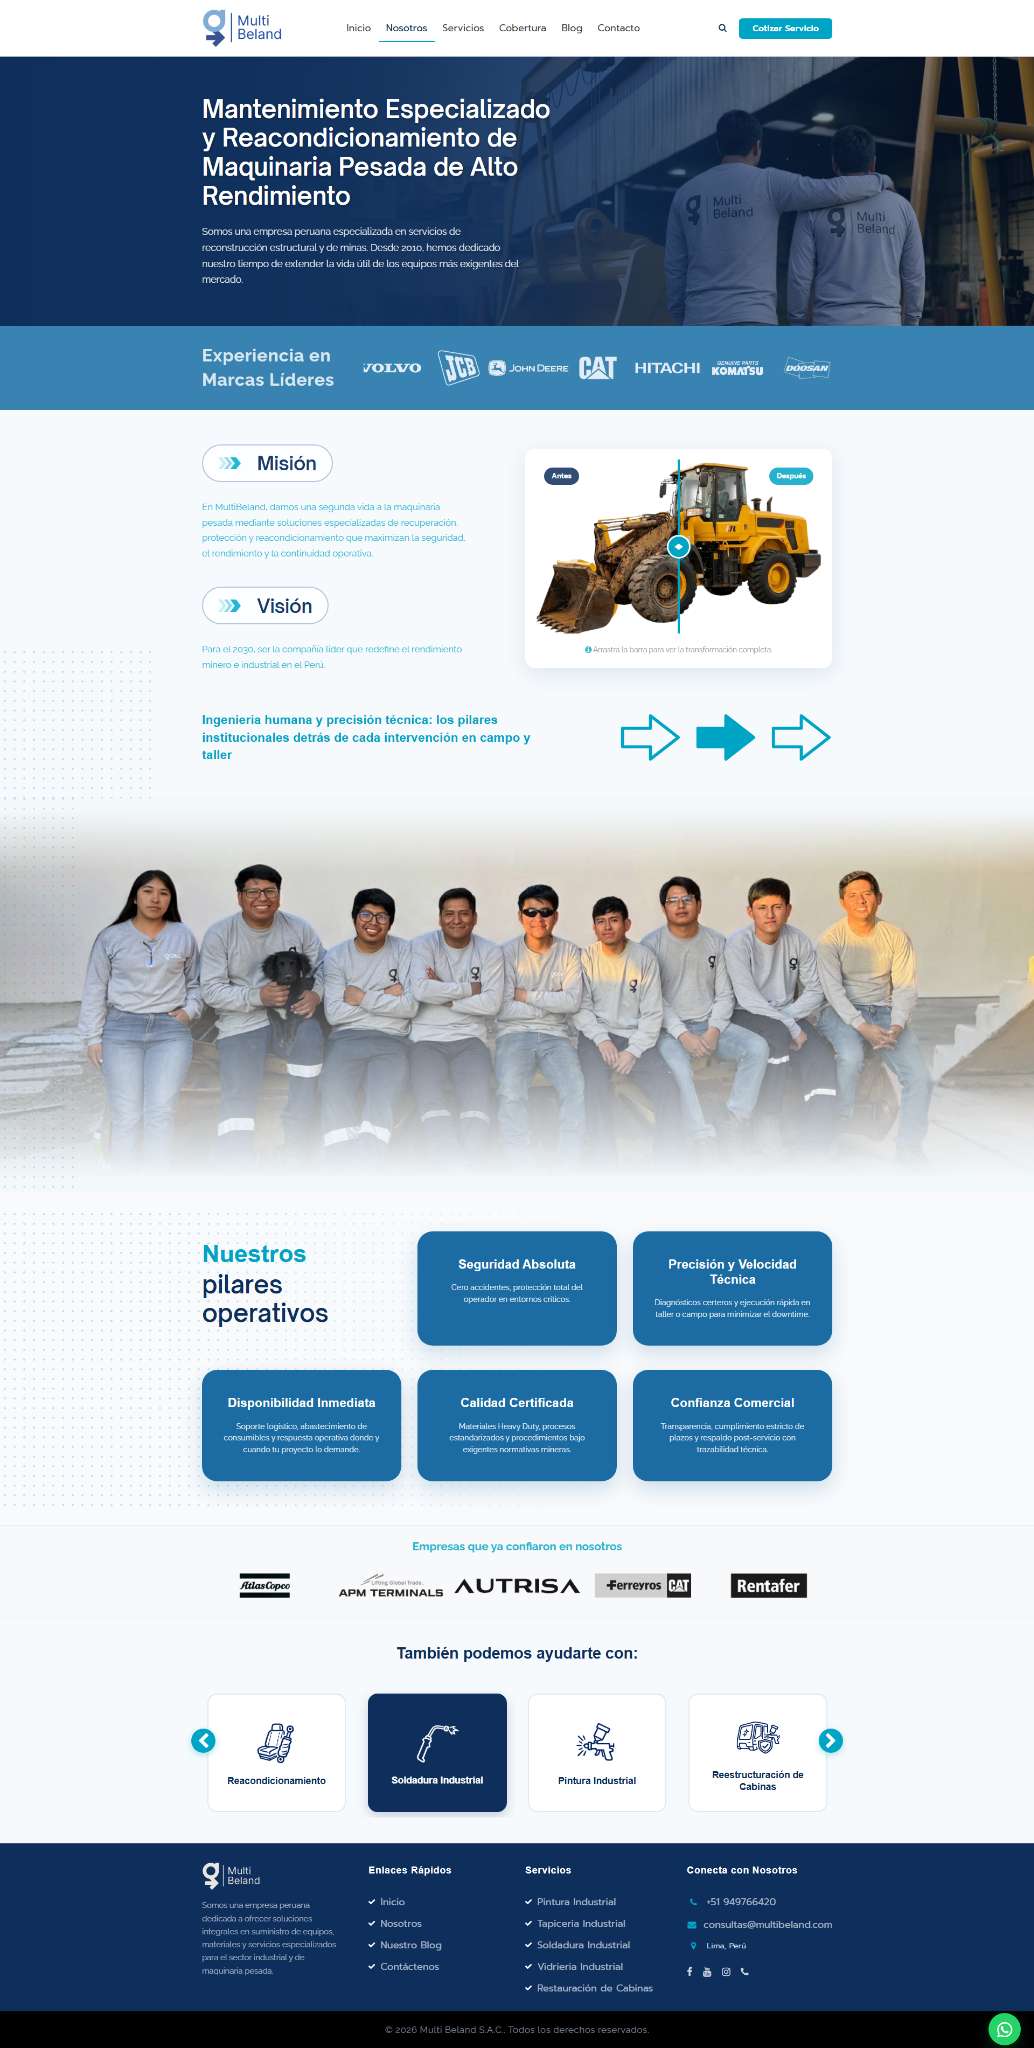 Multi
Beland
Inicio
Nosotros
Servicios
Cobertura
Blog
Contacto
Cotizar Servicio
Mantenimiento Especializado
y Reacondicionamiento de
Maquinaria Pesada de Alto
Rendimiento
Somos una empresa peruana especializada en servicios de
reconstrucción estructural y de minas. Desde 2010, hemos dedicado
nuestro tiempo de extender la vida útil de los equipos más exigentes del
mercado.
Multi
Beland
Multi
Beland
Experiencia en
Marcas Líderes
VOLVO
JCB
JOHN DEERE
CAT
HITACHI
GENUINE PARTS
KOMATSU
DOOSAN
Misión
En MultiBeland, damos una segunda vida a la maquinaria
pesada mediante soluciones especializadas de recuperación,
protección y reacondicionamiento que maximizan la seguridad,
el rendimiento y la continuidad operativa.
Visión
Para el 2030, ser la compañía líder que redefine el rendimiento
minero e industrial en el Perú.
Antes
Después
Arrastra la barra para ver la transformación completa.
Ingeniería humana y precisión técnica: los pilares
institucionales detrás de cada intervención en campo y
taller
Nuestros
pilares
operativos
Seguridad Absoluta
Cero accidentes, protección total del
operador en entornos críticos.
Precisión y Velocidad
Técnica
Diagnósticos certeros y ejecución rápida en
taller o campo para minimizar el downtime.
Disponibilidad Inmediata
Soporte logístico, abastecimiento de
consumibles y respuesta operativa donde y
cuando tu proyecto lo demande.
Calidad Certificada
Materiales Heavy Duty, procesos
estandarizados y procedimientos bajo
exigentes normativas mineras.
Confianza Comercial
Transparencia, cumplimiento estricto de
plazos y respaldo post-servicio con
trazabilidad técnica.
Empresas que ya confiaron en nosotros
Atlas Copco
Lifting Global Trade.
APM TERMINALS
AUTRISA
Ferreyros CAT
Rentafer
También podemos ayudarte con:
Reacondicionamiento
Soldadura Industrial
Pintura Industrial
Reestructuración de
Cabinas
Multi
Beland
Somos una empresa peruana
dedicada a ofrecer soluciones
integrales en suministro de equipos,
materiales y servicios especializados
para el sector industrial y de
maquinaria pesada.
Enlaces Rápidos
Inicio
Nosotros
Nuestro Blog
Contáctenos
Servicios
Pintura Industrial
Tapicería Industrial
Soldadura Industrial
Vidriería Industrial
Restauración de Cabinas
Conecta con Nosotros
+51 949766420
consultas@multibeland.com
Lima, Perú
© 2026 Multi Beland S.A.C.. Todos los derechos reservados.